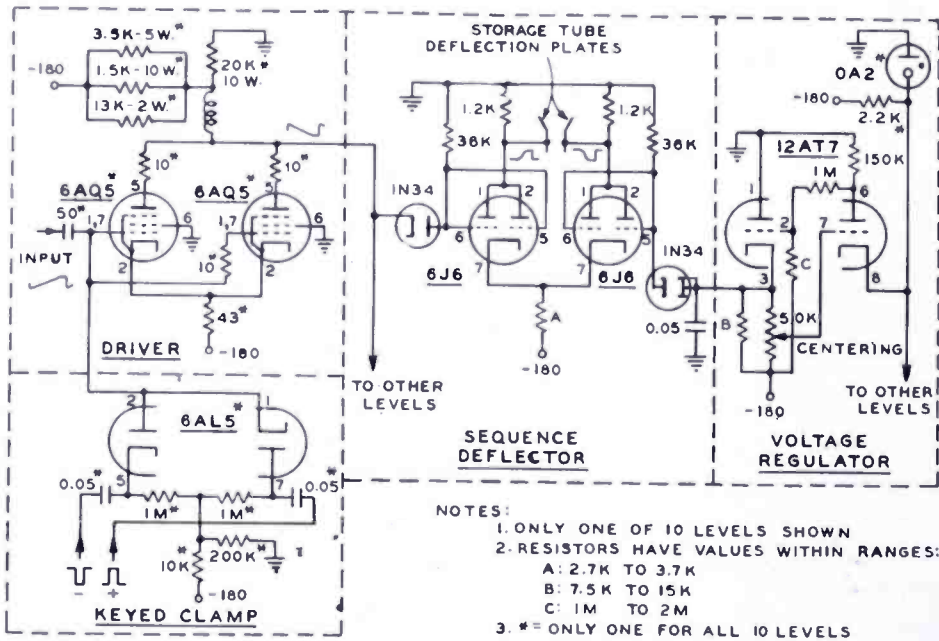 3.5K-5W.*
-180
1.5K-10W.*
13K-2W.*
20K*
10W.
10*
10*
6AQ5*
6AQ5*
50*
1,7
5
6
2
1,7
5
6
2
INPUT
10*
43*
-180
DRIVER
TO OTHER
LEVELS
2
1
6AL5*
5
7
0.05*
0.05*
1M*
1M*
10K*
200K*
-180
-
+
KEYED CLAMP
STORAGE TUBE
DEFLECTION PLATES
1.2K
1.2K
36K
36K
1N34
6
1
2
5
7
6J6
6
1
2
5
7
6J6
1N34
A
-180
0.05
SEQUENCE
DEFLECTOR
0A2
*
-180
2.2K*
12AT7
150K
1M
1
2
3
6
7
8
C
B
5.0K
CENTERING
-180
TO OTHER
LEVELS
VOLTAGE
REGULATOR
NOTES:
1. ONLY ONE OF 10 LEVELS SHOWN
2. RESISTORS HAVE VALUES WITHIN RANGES:
A: 2.7K TO 3.7K
B: 7.5K TO 15K
C: 1M TO 2M
3. * = ONLY ONE FOR ALL 10 LEVELS